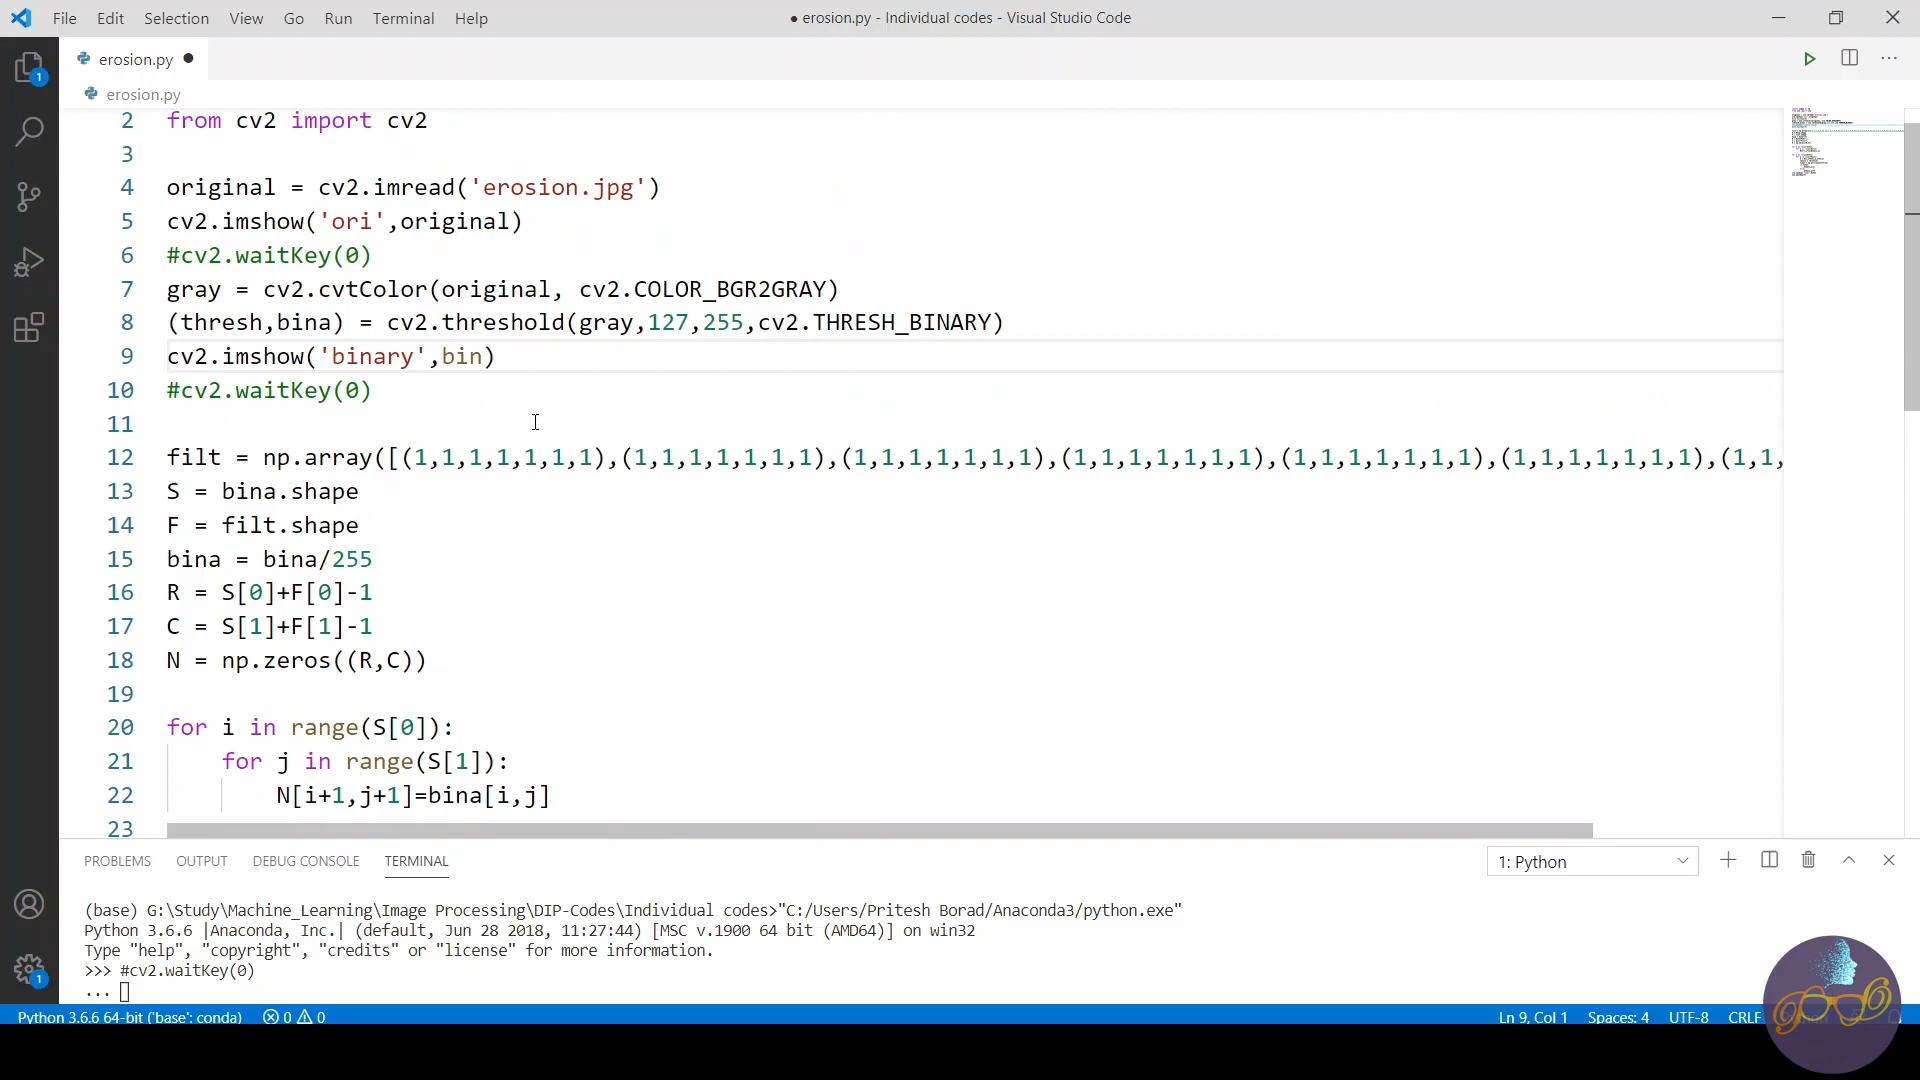 File Edit Selection View Go Run Terminal Help
● erosion.py - Individual codes - Visual Studio Code
1
erosion.py ●
erosion.py
2 from cv2 import cv2
3
4 original = cv2.imread('erosion.jpg')
5 cv2.imshow('ori',original)
6 #cv2.waitKey(0)
7 gray = cv2.cvtColor(original, cv2.COLOR_BGR2GRAY)
8 (thresh,bina) = cv2.threshold(gray,127,255,cv2.THRESH_BINARY)
9 cv2.imshow('binary',bin)
10 #cv2.waitKey(0)
11
12 filt = np.array([(1,1,1,1,1,1,1),(1,1,1,1,1,1,1),(1,1,1,1,1,1,1),(1,1,1,1,1,1,1),(1,1,1,1,1,1,1),(1,1,1,1,1,1,1),(1,1,
13 S = bina.shape
14 F = filt.shape
15 bina = bina/255
16 R = S[0]+F[0]-1
17 C = S[1]+F[1]-1
18 N = np.zeros((R,C))
19
20 for i in range(S[0]):
21 for j in range(S[1]):
22 N[i+1,j+1]=bina[i,j]
23
PROBLEMS OUTPUT DEBUG CONSOLE TERMINAL
1: Python
(base) G:\Study\Machine_Learning\Image Processing\DIP-Codes\Individual codes>"C:/Users/Pritesh Borad/Anaconda3/python.exe"
Python 3.6.6 |Anaconda, Inc.| (default, Jun 28 2018, 11:27:44) [MSC v.1900 64 bit (AMD64)] on win32
Type "help", "copyright", "credits" or "license" for more information.
>>> #cv2.waitKey(0)
...
1
Python 3.6.6 64-bit ('base': conda) 0 0
Ln 9, Col 1 Spaces: 4 UTF-8 CRLF